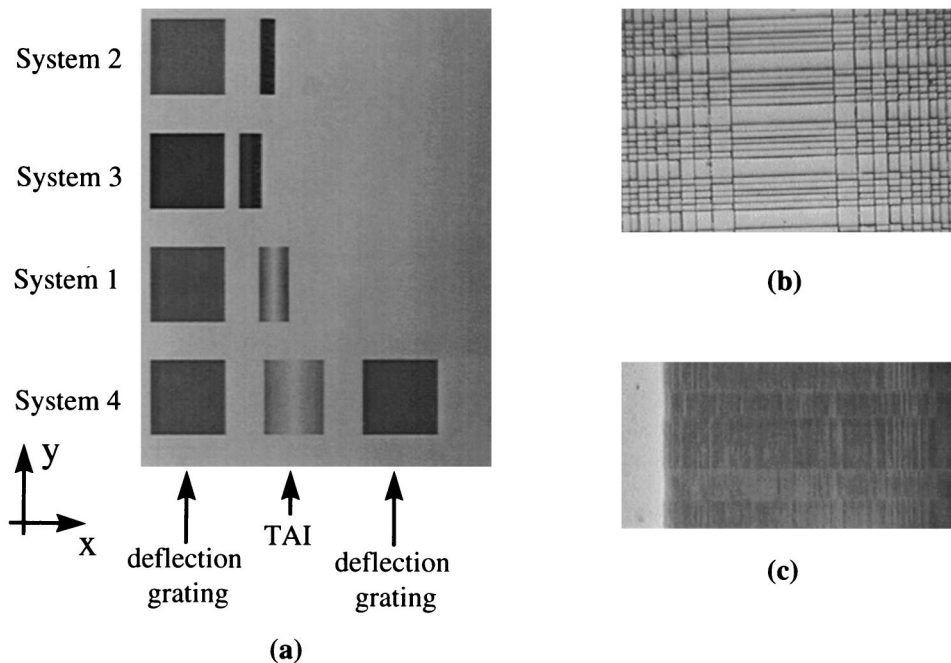 System 2
System 3
System 1
System 4
y
x
deflection
grating
TAI
deflection
grating
(a)
(b)
(c)